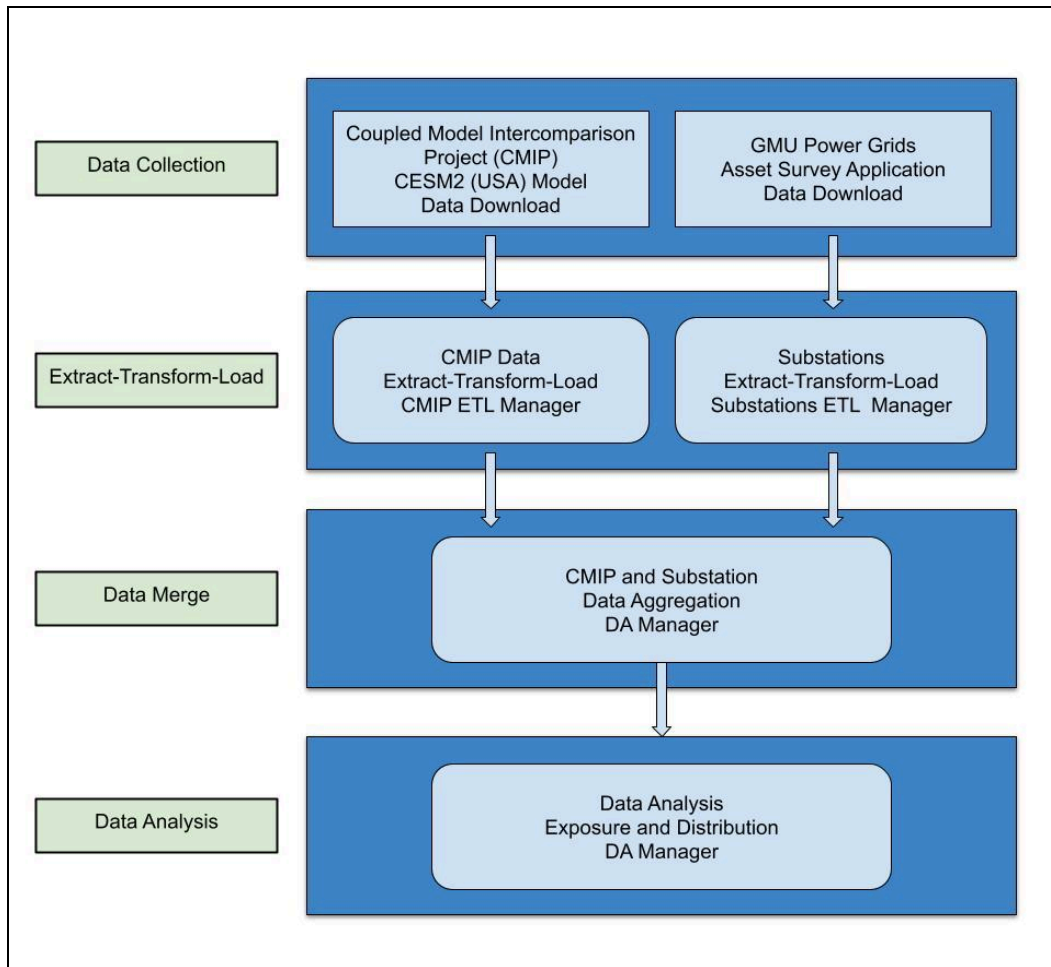 Data Collection
Coupled Model Intercomparison
Project (CMIP)
CESM2 (USA) Model
Data Download
GMU Power Grids
Asset Survey Application
Data Download
Extract-Transform-Load
CMIP Data
Extract-Transform-Load
CMIP ETL Manager
Substations
Extract-Transform-Load
Substations ETL  Manager
Data Merge
CMIP and Substation
Data Aggregation
DA Manager
Data Analysis
Data Analysis
Exposure and Distribution
DA Manager